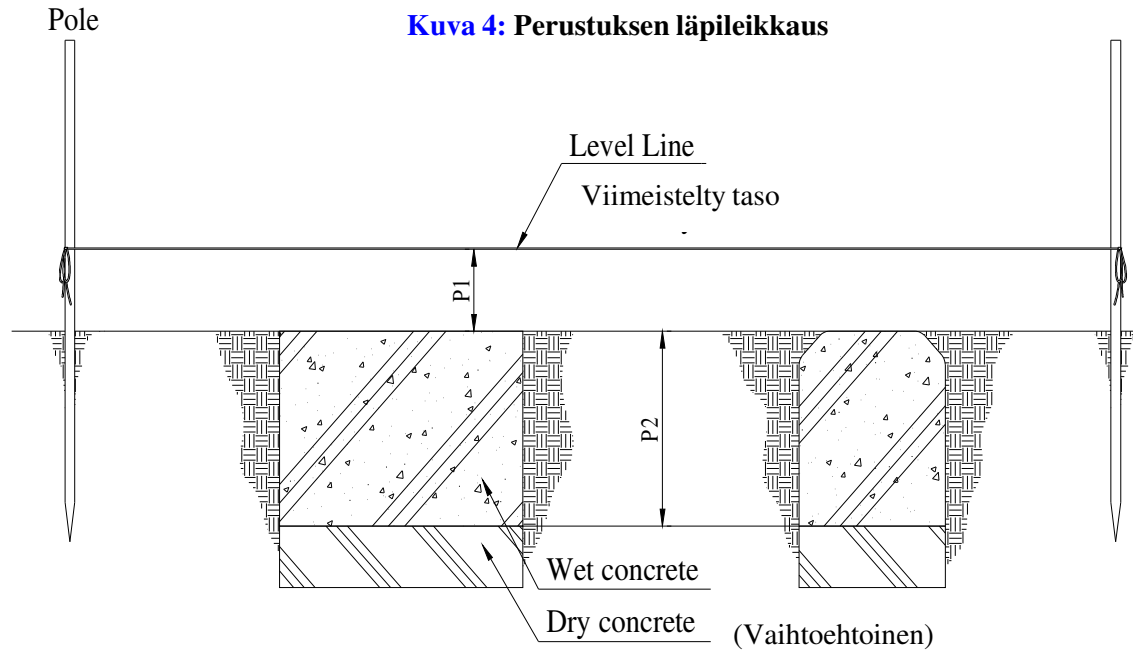 Pole
Kuva 4: Perustuksen läpileikkaus
Level Line
Viimeistelty taso
P1
P2
Wet concrete
Dry concrete (Vaihtoehtoinen)